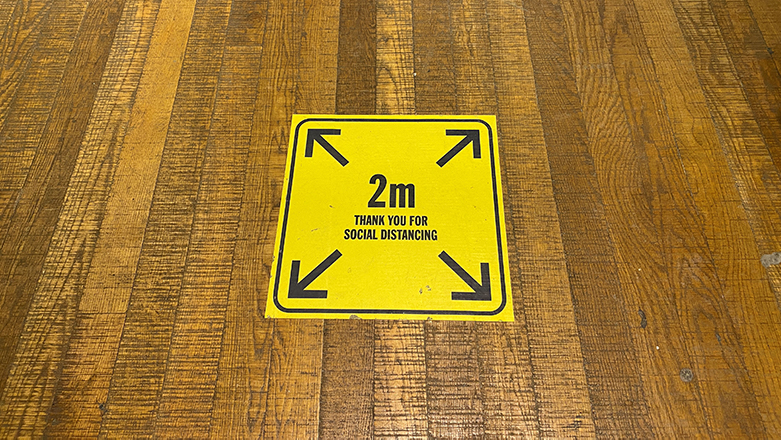 2m
THANK YOU FOR
SOCIAL DISTANCING